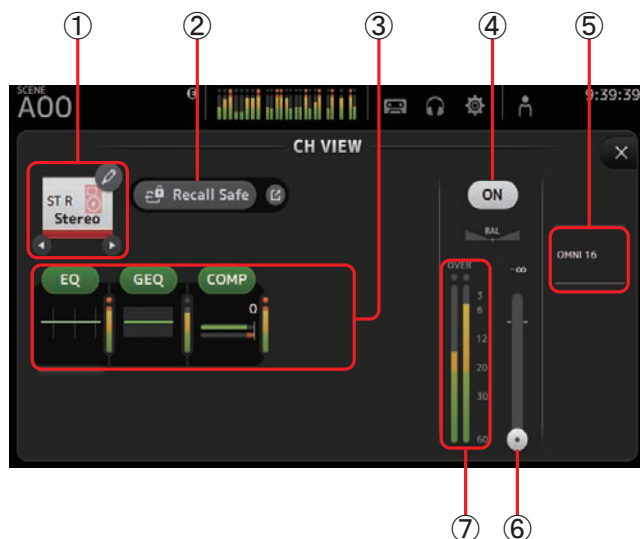 ① ② ③ ④ ⑤
SCENE
A00
9:39:39
CH VIEW
ST R
Stereo
Recall Safe
ON
BAL
OMNI 16
EQ GEQ COMP
0
OVER
-∞
3
6
12
20
30
60
⑦ ⑥